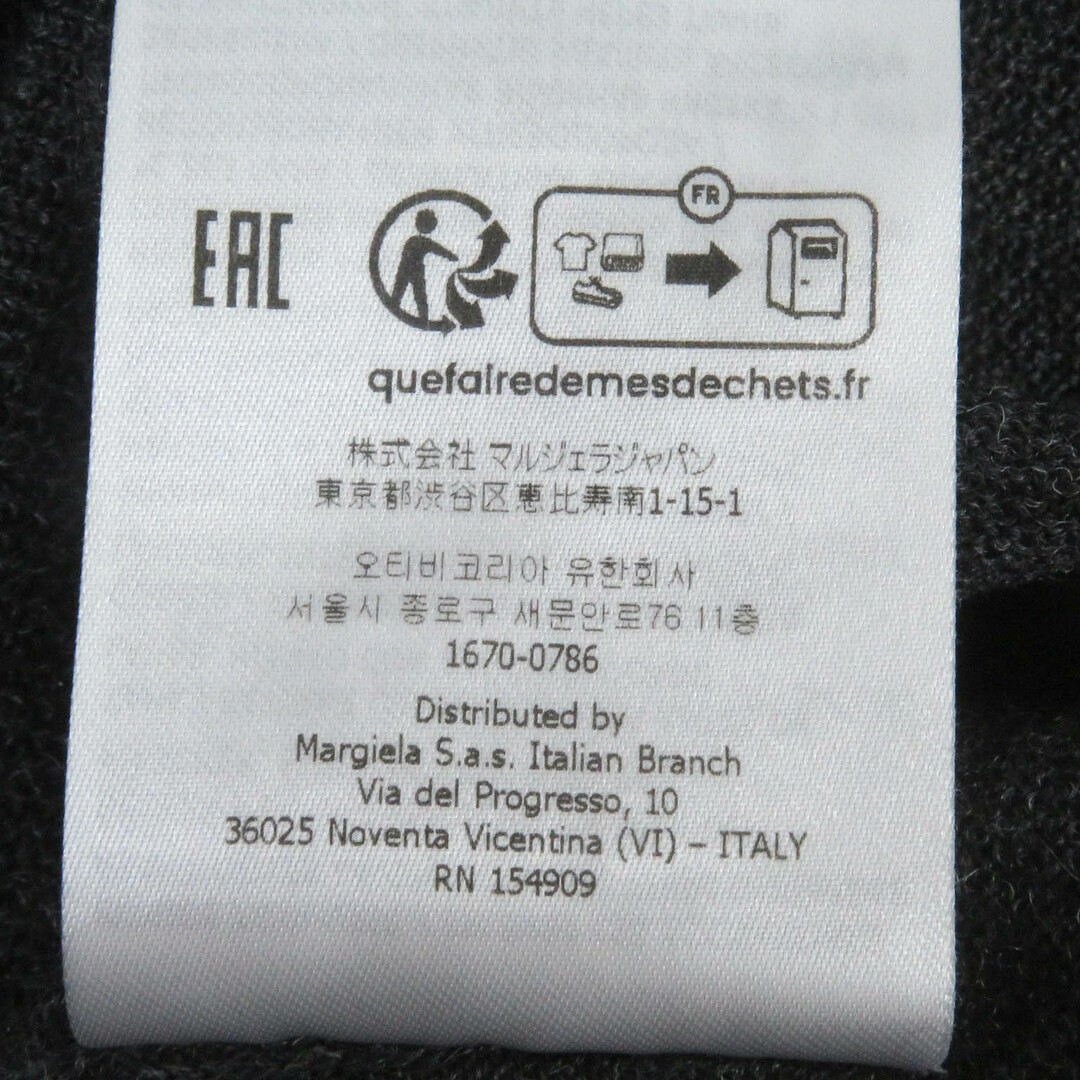 EAC
FR
quefairedemesdechets.fr
株式会社 マルジェラジャパン
東京都渋谷区恵比寿南1-15-1
오티비코리아 유한회사
서울시 종로구 새문안로76 11층
1670-0786
Distributed by
Margiela S.a.s. Italian Branch
Via del Progresso, 10
36025 Noventa Vicentina (VI) – ITALY
RN 154909